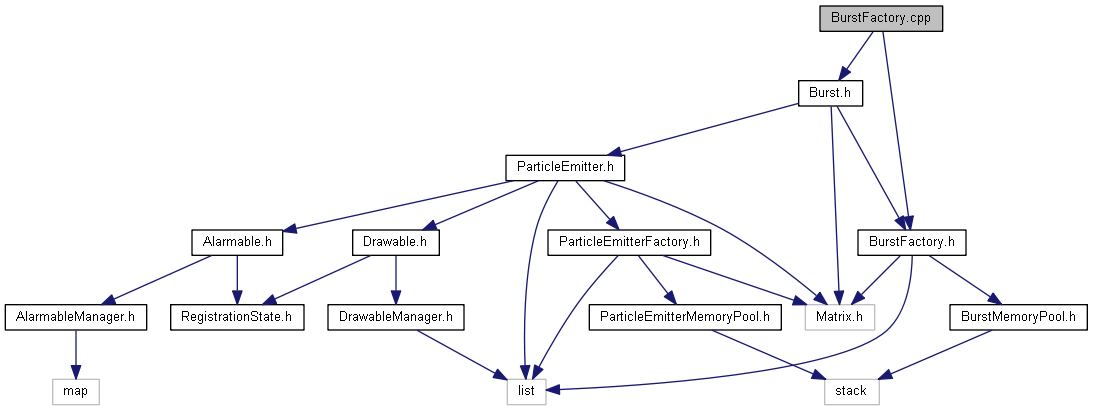 BurstFactory.cpp
Burst.h
ParticleEmitter.h
Alarmable.h
Drawable.h
ParticleEmitterFactory.h
BurstFactory.h
AlarmableManager.h
RegistrationState.h
DrawableManager.h
ParticleEmitterMemoryPool.h
Matrix.h
BurstMemoryPool.h
map
list
stack